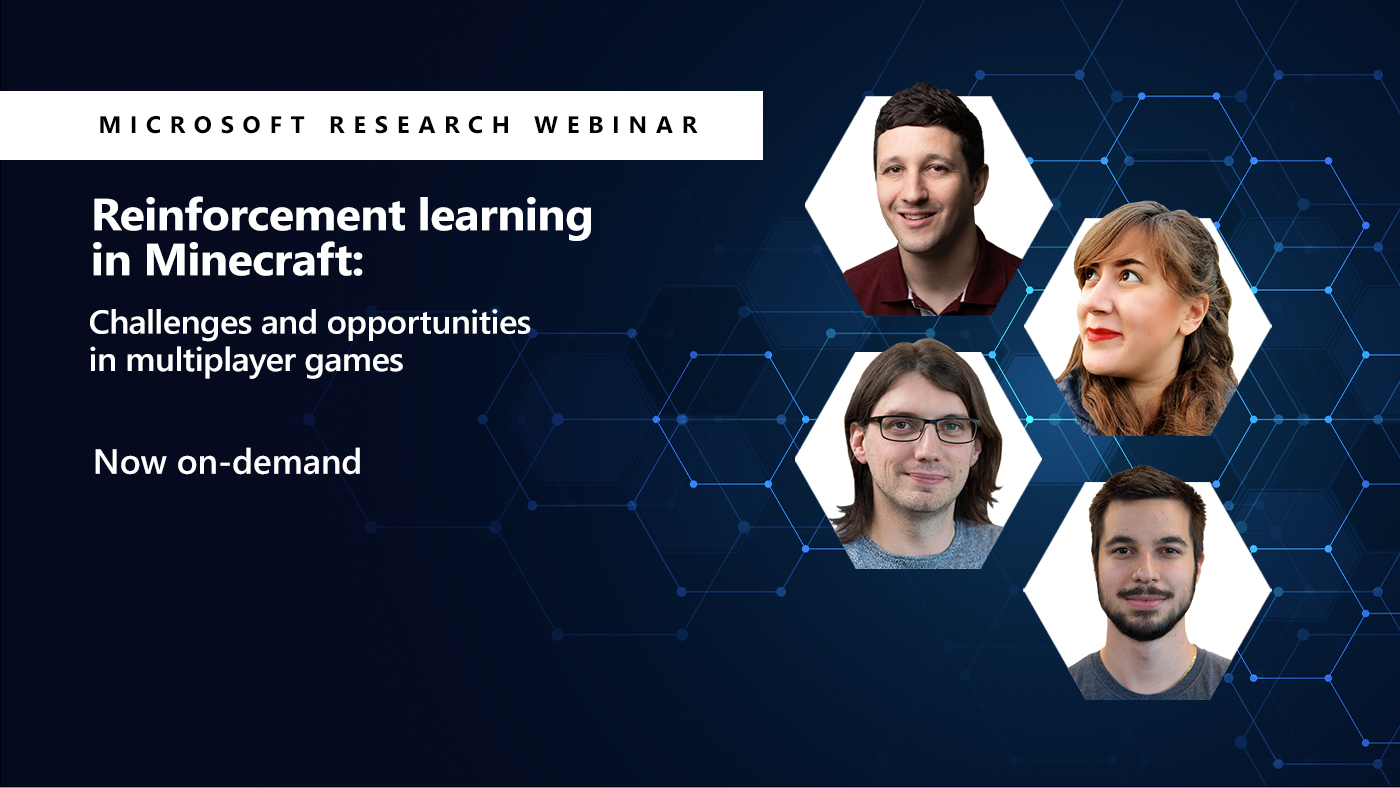 MICROSOFT RESEARCH WEBINAR
Reinforcement learning
in Minecraft:
Challenges and opportunities
in multiplayer games
Now on-demand